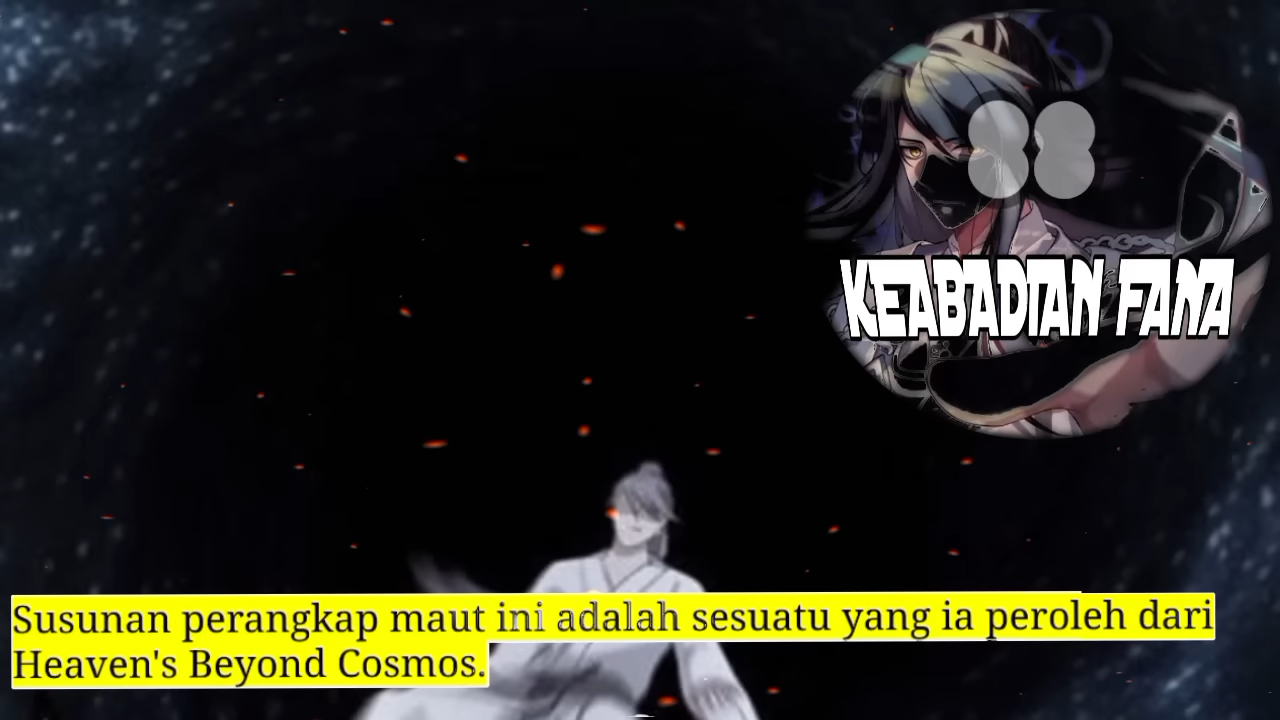 88
KEABADIAN FANA
Susunan perangkap maut ini adalah sesuatu yang ia peroleh dari
Heaven's Beyond Cosmos.